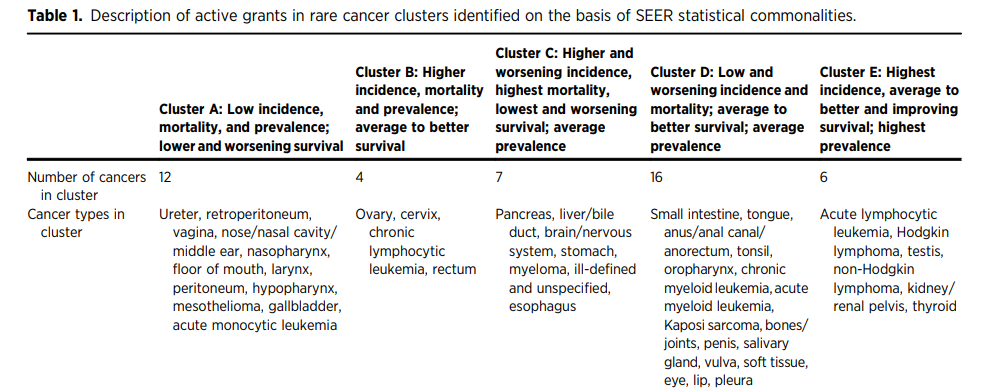 Table 1. Description of active grants in rare cancer clusters identified on the basis of SEER statistical commonalities.
Cluster A: Low incidence,
mortality, and prevalence;
lower and worsening survival
Cluster B: Higher
incidence, mortality
and prevalence;
average to better
survival
Cluster C: Higher and
worsening incidence,
highest mortality,
lowest and worsening
survival; average
prevalence
Cluster D: Low and
worsening incidence and
mortality; average to
better survival; average
prevalence
Cluster E: Highest
incidence, average to
better and improving
survival; highest
prevalence
Number of cancers
in cluster
12
4
7
16
6
Cancer types in
cluster
Ureter, retroperitoneum,
vagina, nose/nasal cavity/
middle ear, nasopharynx,
floor of mouth, larynx,
peritoneum, hypopharynx,
mesothelioma, gallbladder,
acute monocytic leukemia
Ovary, cervix,
chronic
lymphocytic
leukemia, rectum
Pancreas, liver/bile
duct, brain/nervous
system, stomach,
myeloma, ill-defined
and unspecified,
esophagus
Small intestine, tongue,
anus/anal canal/
anorectum, tonsil,
oropharynx, chronic
myeloid leukemia, acute
myeloid leukemia,
Kaposi sarcoma, bones/
joints, penis, salivary
gland, vulva, soft tissue,
eye, lip, pleura
Acute lymphocytic
leukemia, Hodgkin
lymphoma, testis,
non-Hodgkin
lymphoma, kidney/
renal pelvis, thyroid